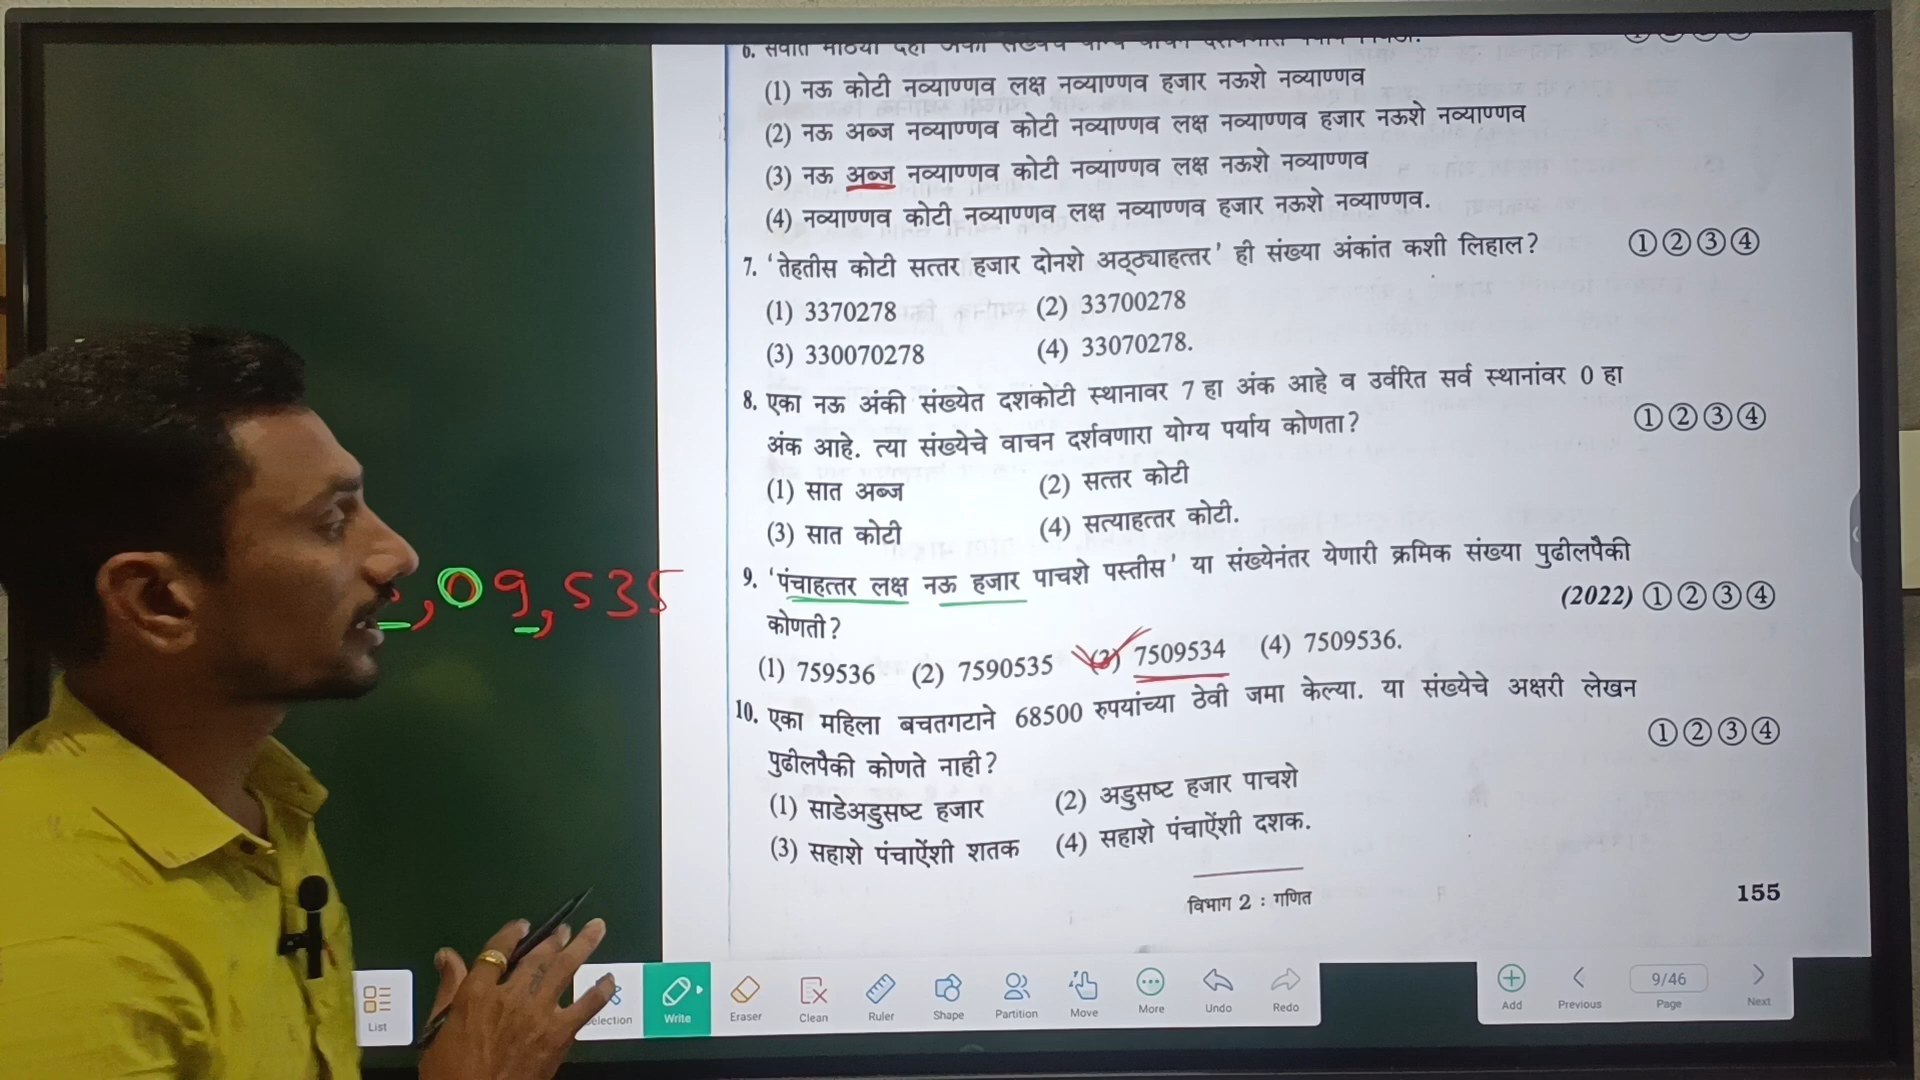 (1) नऊ कोटी नव्याण्णव लक्ष नव्याण्णव हजार नऊशे नव्याण्णव
(2) नऊ अब्ज नव्याण्णव कोटी नव्याण्णव लक्ष नव्याण्णव हजार नऊशे नव्याण्णव
(3) नऊ अब्ज नव्याण्णव कोटी नव्याण्णव लक्ष नऊशे नव्याण्णव
(4) नव्याण्णव कोटी नव्याण्णव लक्ष नव्याण्णव हजार नऊशे नव्याण्णव.
7. ‘तेहतीस कोटी सत्तर हजार दोनशे अठ्ठ्याहत्तर’ ही संख्या अंकांत कशी लिहाल? ①②③④
(1) 3370278 (2) 33700278
(3) 330070278 (4) 33070278.
8. एका नऊ अंकी संख्येत दशकोटी स्थानावर 7 हा अंक आहे व उर्वरित सर्व स्थानांवर 0 हा
अंक आहे. त्या संख्येचे वाचन दर्शवणारा योग्य पर्याय कोणता? ①②③④
(1) सात अब्ज (2) सत्तर कोटी
(3) सात कोटी (4) सत्याहत्तर कोटी.
9. ‘पंचाहत्तर लक्ष नऊ हजार पाचशे पस्तीस’ या संख्येनंतर येणारी क्रमिक संख्या पुढीलपैकी
कोणती? (2022) ①②③④
(1) 759536 (2) 7590535 (3) 7509534 (4) 7509536.
10. एका महिला बचतगटाने 68500 रुपयांच्या ठेवी जमा केल्या. या संख्येचे अक्षरी लेखन
पुढीलपैकी कोणते नाही? ①②③④
(1) साडेअडुसष्ट हजार (2) अडुसष्ट हजार पाचशे
(3) सहाशे पंचाऐंशी शतक (4) सहाशे पंचाऐंशी दशक.
विभाग 2 : गणित 155
,09,535
List Write Eraser Clean Ruler Shape Partition Move More Undo Redo
Add Previous 9/46 Page Next